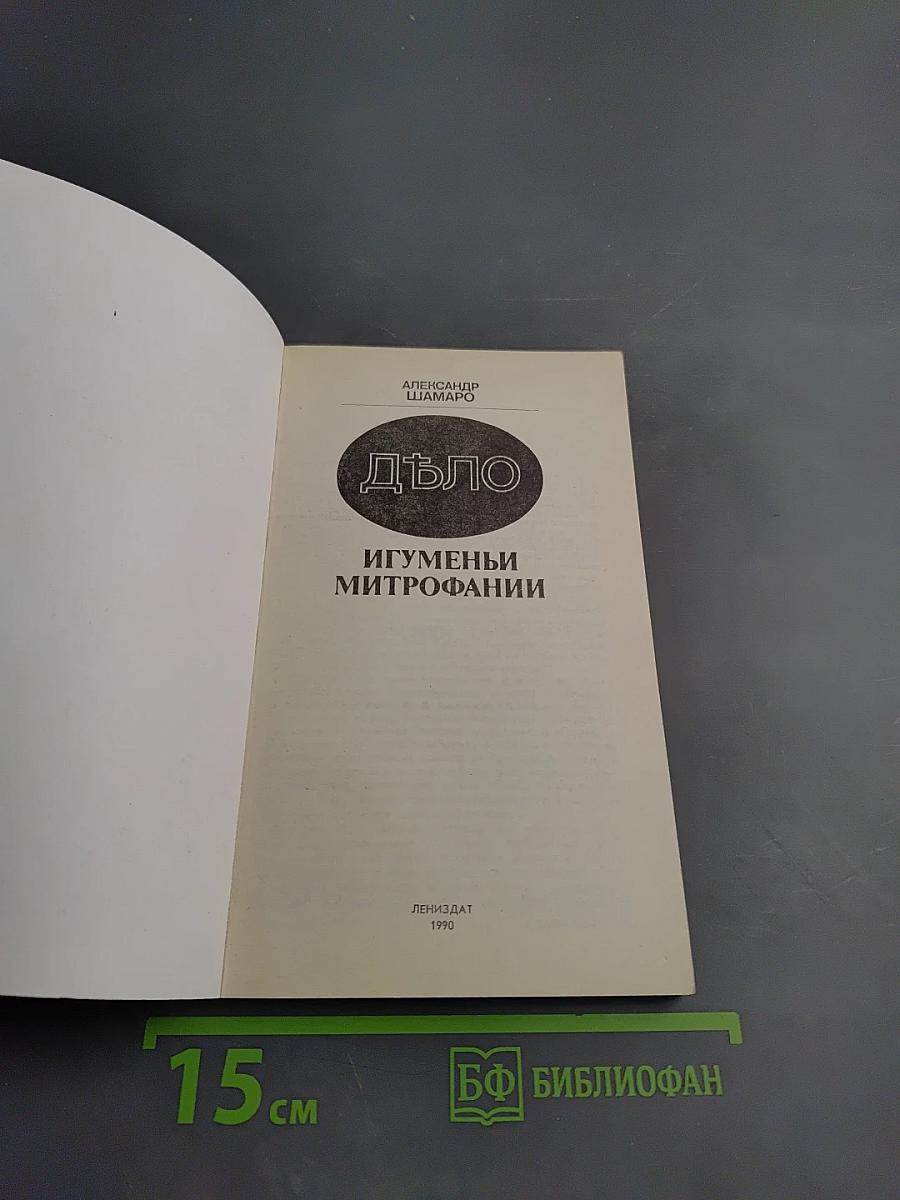 АЛЕКСАНДР
ШАМАРО
ДѢЛО
ИГУМЕНЬИ
МИТРОФАНИИ
ЛЕНИЗДАТ
1990
15 см
БФ БИБЛИОФАН